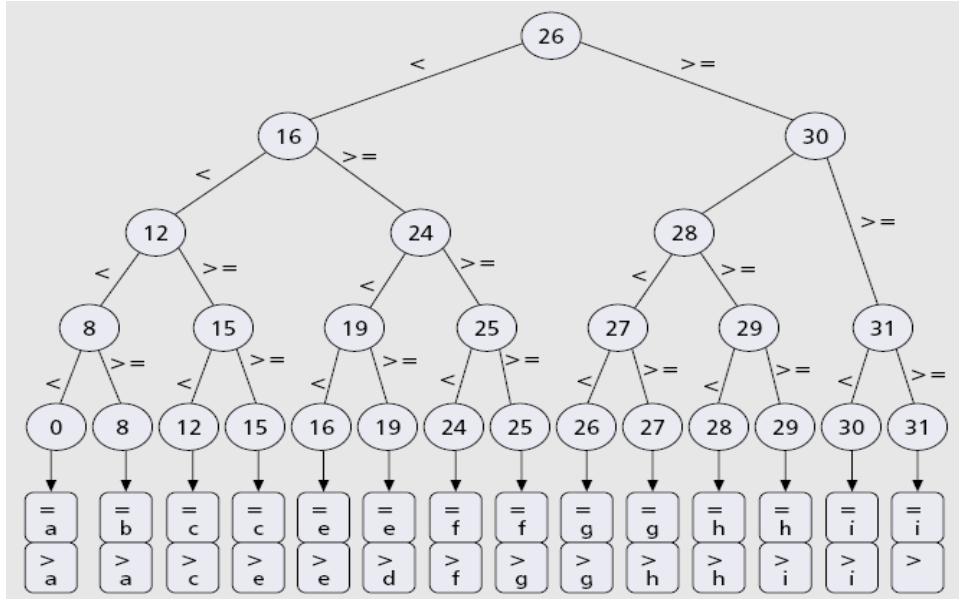 26
< >=
16 30
< >= >=
12 24 28
< >= < >= < >=
8 15 19 25 27 29 31
< >= < >= < >= < >= < >= < >= < >=
0 8 12 15 16 19 24 25 26 27 28 29 30 31
= = = = = = = = = = = = = =
a b c c e e f f g g h h i i
> > > > > > > > > > > > > >
a a c e e d f g g h h i i